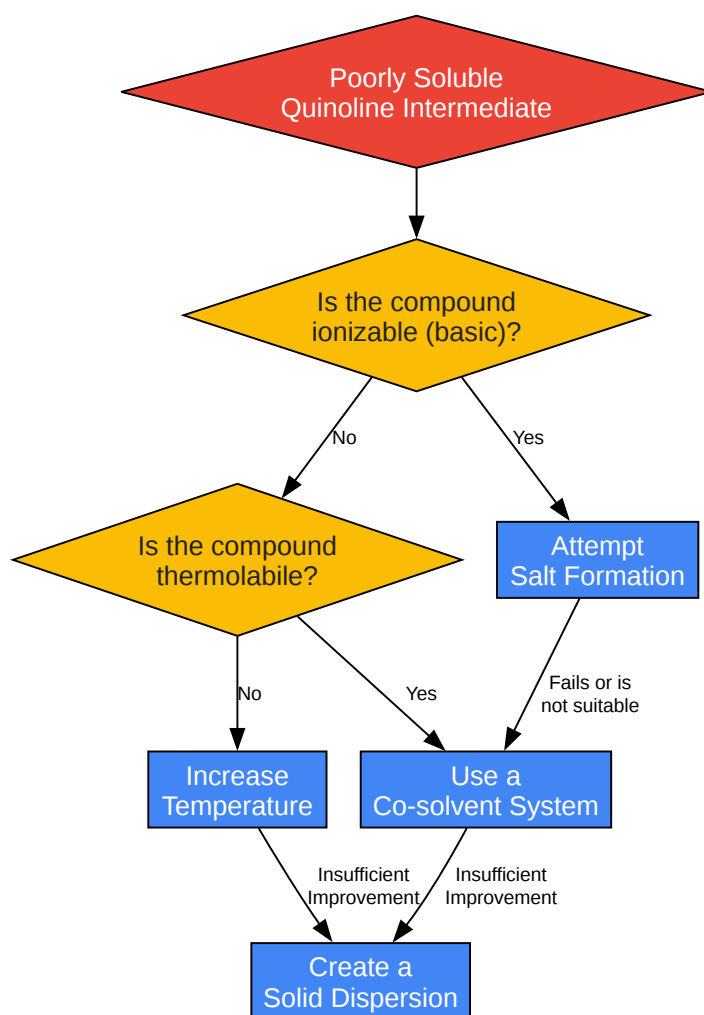 Poorly Soluble
Quinoline Intermediate
Is the compound
ionizable (basic)?
No
Yes
Is the compound
thermolabile?
Attempt
Salt Formation
No
Yes
Fails or is
not suitable
Increase
Temperature
Use a
Co-solvent System
Insufficient
Improvement
Insufficient
Improvement
Create a
Solid Dispersion